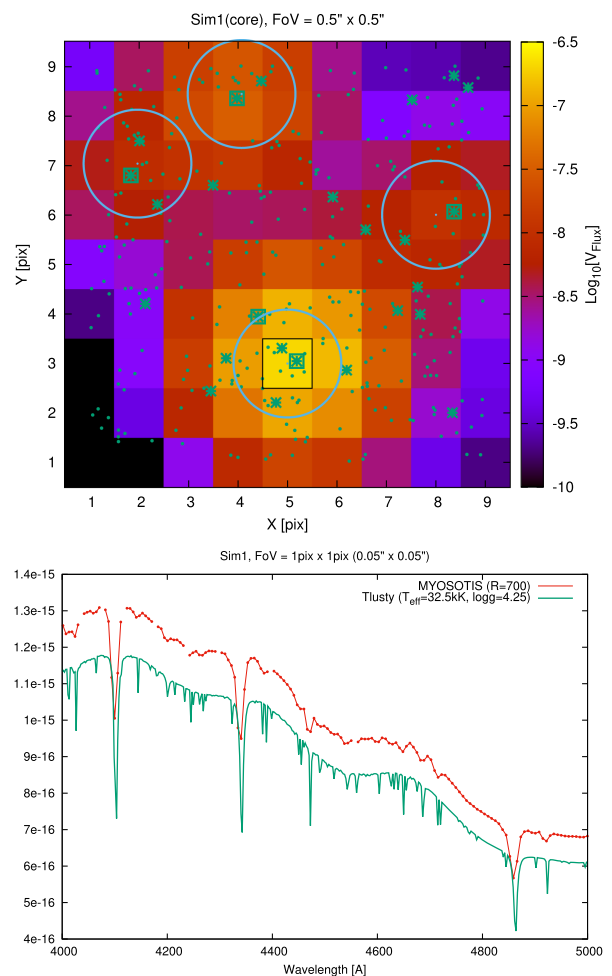 Sim1(core), FoV = 0.5" x 0.5"
9
8
7
6
5
4
3
2
1
Y [pix]
1 2 3 4 5 6 7 8 9
X [pix]
-6.5
-7
-7.5
-8
-8.5
-9
-9.5
-10
Log10[VFlux]
Sim1, FoV = 1pix x 1pix (0.05" x 0.05")
MYOSOTIS (R=700)
Tlusty (Teff=32.5kK, logg=4.25)
1.4e-15
1.3e-15
1.2e-15
1.1e-15
1e-15
9e-16
8e-16
7e-16
6e-16
5e-16
4e-16
4000 4200 4400 4600 4800 5000
Wavelength [A]